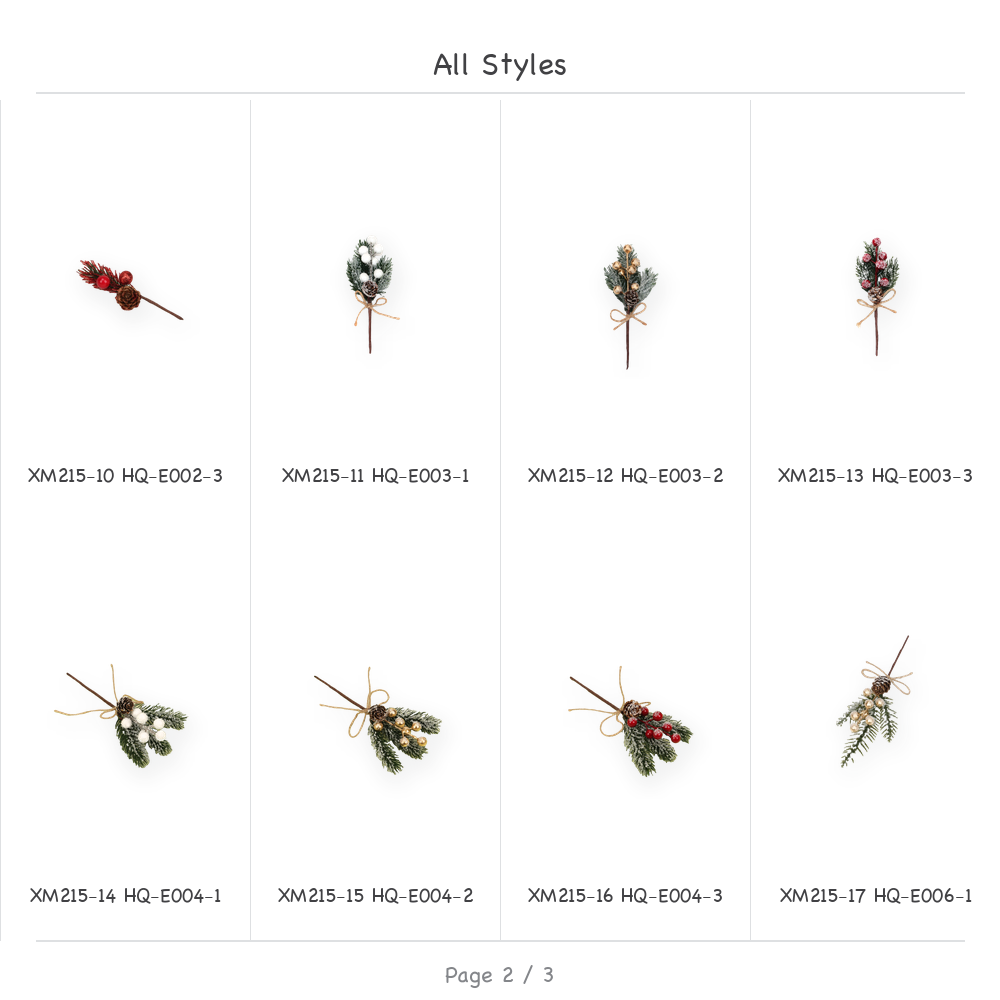 All Styles
XM215-10 HQ-E002-3
XM215-11 HQ-E003-1
XM215-12 HQ-E003-2
XM215-13 HQ-E003-3
XM215-14 HQ-E004-1
XM215-15 HQ-E004-2
XM215-16 HQ-E004-3
XM215-17 HQ-E006-1
Page 2 / 3